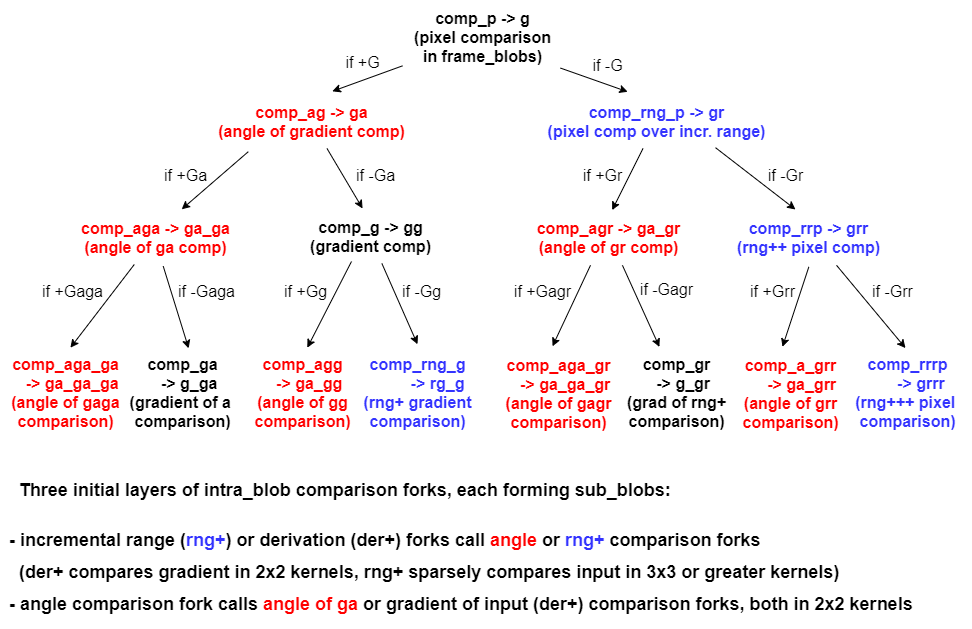 comp_p -> g
(pixel comparison
in frame_blobs)
if +G
if -G
comp_ag -> ga
(angle of gradient comp)
comp_rng_p -> gr
(pixel comp over incr. range)
if +Ga
if -Ga
if +Gr
if -Gr
comp_aga -> ga_ga
(angle of ga comp)
comp_g -> gg
(gradient comp)
comp_agr -> ga_gr
(angle of gr comp)
comp_rrp -> grr
(rng++ pixel comp)
if +Gaga
if -Gaga
if +Gg
if -Gg
if +Gagr
if -Gagr
if +Grr
if -Grr
comp_aga_ga
-> ga_ga_ga
(angle of gaga
comparison)
comp_ga
-> g_ga
(gradient of a
comparison)
comp_agg
-> ga_gg
(angle of gg
comparison)
comp_rng_g
-> rg_g
(rng+ gradient
comparison)
comp_aga_gr
-> ga_ga_gr
(angle of gagr
comparison)
comp_gr
-> g_gr
(grad of rng+
comparison)
comp_a_grr
-> ga_grr
(angle of grr
comparison)
comp_rrrp
-> grrr
(rng+++ pixel
comparison)
Three initial layers of intra_blob comparison forks, each forming sub_blobs:
- incremental range (rng+) or derivation (der+) forks call angle or rng+ comparison forks
(der+ compares gradient in 2x2 kernels, rng+ sparsely compares input in 3x3 or greater kernels)
- angle comparison fork calls angle of ga or gradient of input (der+) comparison forks, both in 2x2 kernels